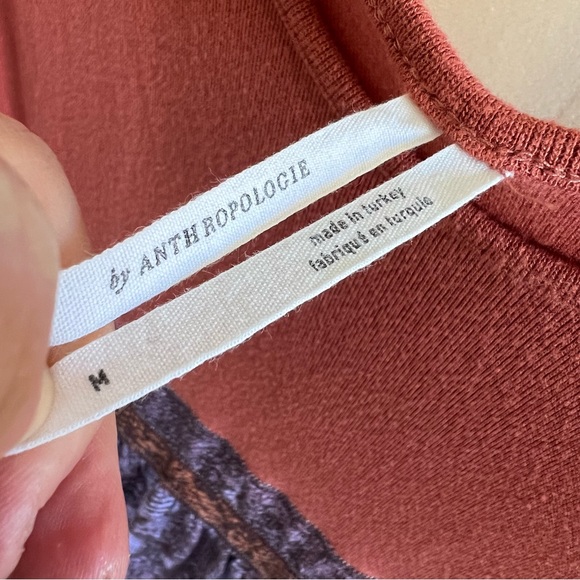 by ANTHROPOLOGIE
made in turkey
fabriqué en turquie
M